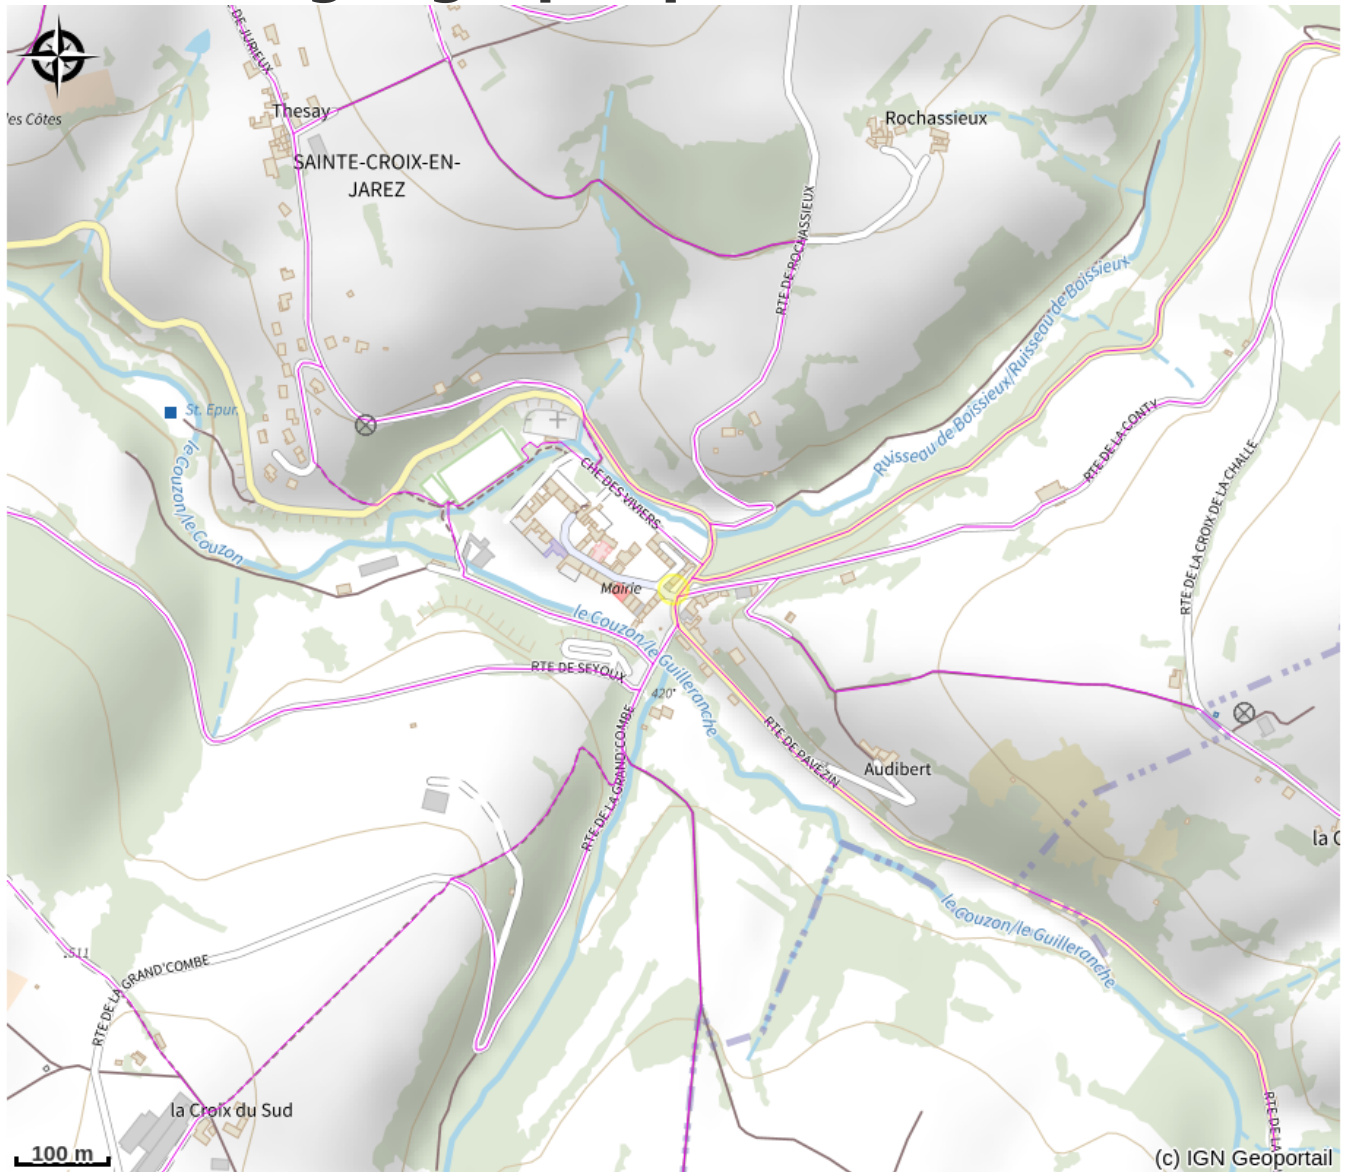 DE JURIEUX
Thesay
les Côtes
Rochassieux
SAINTE-CROIX-EN-
JAREZ
RTE DE ROCHASSIEUX
Ruisseau de Boissieux/Ruisseau de Boissieux
St. Epur.
RTE DE LA CONTY
CHE DES VIVIERS
le Couzon/le Couzon
RTE DE LA CROIX DE LA CHALLE
Mairie
le Couzon/le Guilleranche
RTE DE SEYOUX
420
RTE DE LA GRAND'COMBE
RTE DE PAVEZIN
Audibert
la C
le Couzon/le Guilleranche
511
RTE DE LA GRAND'COMBE
la Croix du Sud
RTE DE LA
100 m
(c) IGN Geoportail